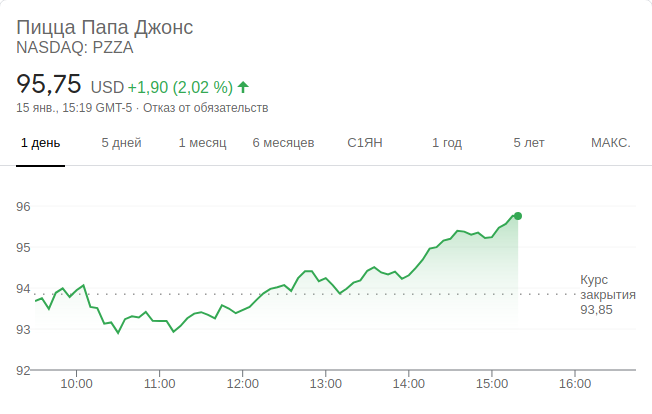 Пицца Папа Джонс
NASDAQ: PZZA
95,75 USD +1,90 (2,02 %)
15 янв., 15:19 GMT-5 · Отказ от обязательств
1 день 5 дней 1 месяц 6 месяцев С1ЯН 1 год 5 лет МАКС.
96
95
94
93
92
Курс
закрытия
93,85
10:00 11:00 12:00 13:00 14:00 15:00 16:00